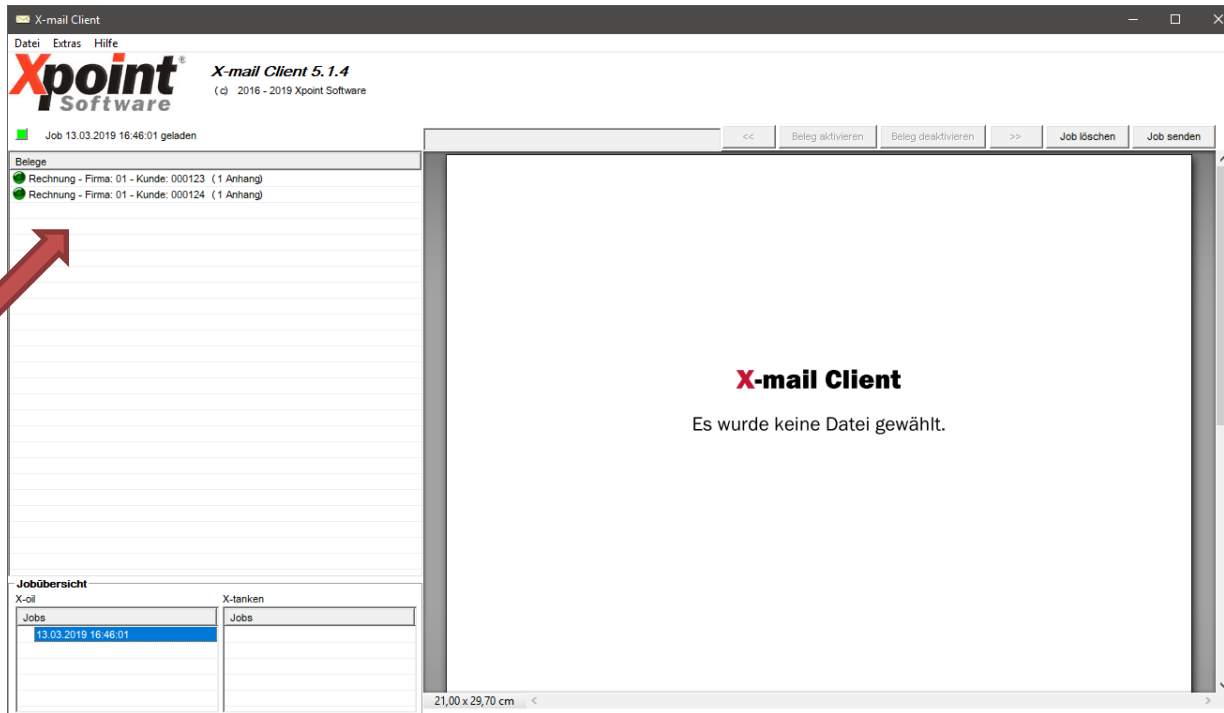 X-mail Client
Datei Extras Hilfe
Xpoint®
Software
X-mail Client 5.1.4
(c) 2016 - 2019 Xpoint Software
Job 13.03.2019 16:46:01 geladen
<< Beleg aktivieren Beleg deaktivieren >> Job löschen Job senden
Belege
Rechnung - Firma: 01 - Kunde: 000123 (1 Anhang)
Rechnung - Firma: 01 - Kunde: 000124 (1 Anhang)
X-mail Client
Es wurde keine Datei gewählt.
Jobübersicht
X-oil X-tanken
Jobs Jobs
13.03.2019 16:46:01
21,00 x 29,70 cm